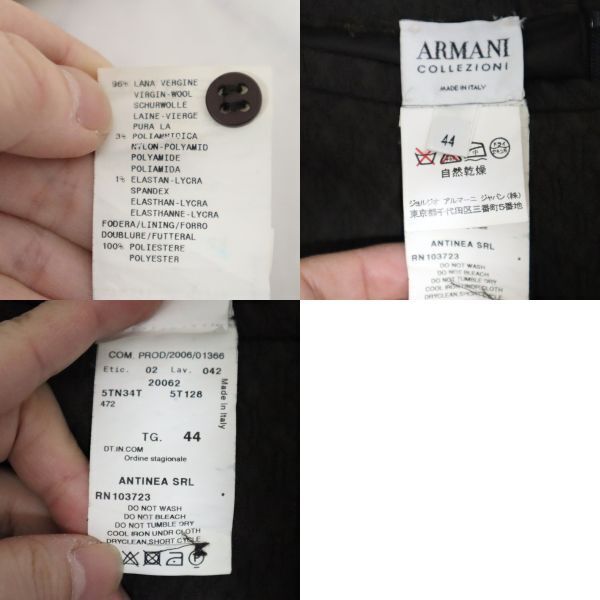 96% LANA VERGINE
VIRGIN-WOOL
SCHURWOLLE
LAINE-VIERGE
PURA LA
3% POLIAMMIDICA
NYLON-POLYAMID
POLYAMIDE
POLIAMIDA
1% ELASTAN-LYCRA
SPANDEX
ELASTHAN-LYCRA
ELASTHANNE-LYCRA
FODERA/LINING/FORRO
DOUBLURE/FUTTERAL
100% POLIESTERE
POLYESTER
ARMANI
COLLEZIONI
MADE IN ITALY
44
自然乾燥
ジョルジオ アルマーニ ジャパン(株)
東京都千代田区三番町5番地
ANTINEA SRL
RN103723
DO NOT WASH
DO NOT BLEACH
DO NOT TUMBLE DRY
COOL IRON UNDR CLOTH
DRYCLEAN,SHORT CYCLE
COM. PROD/2006/01366
Etic. 02 Lav. 042
20062
5TN34T 5T128
472
Made in Italy
TG. 44
DT.IN.COM
Ordine stagionale
ANTINEA SRL
RN103723
DO NOT WASH
DO NOT BLEACH
DO NOT TUMBLE DRY
COOL IRON UNDR CLOTH
DRYCLEAN,SHORT CYCLE